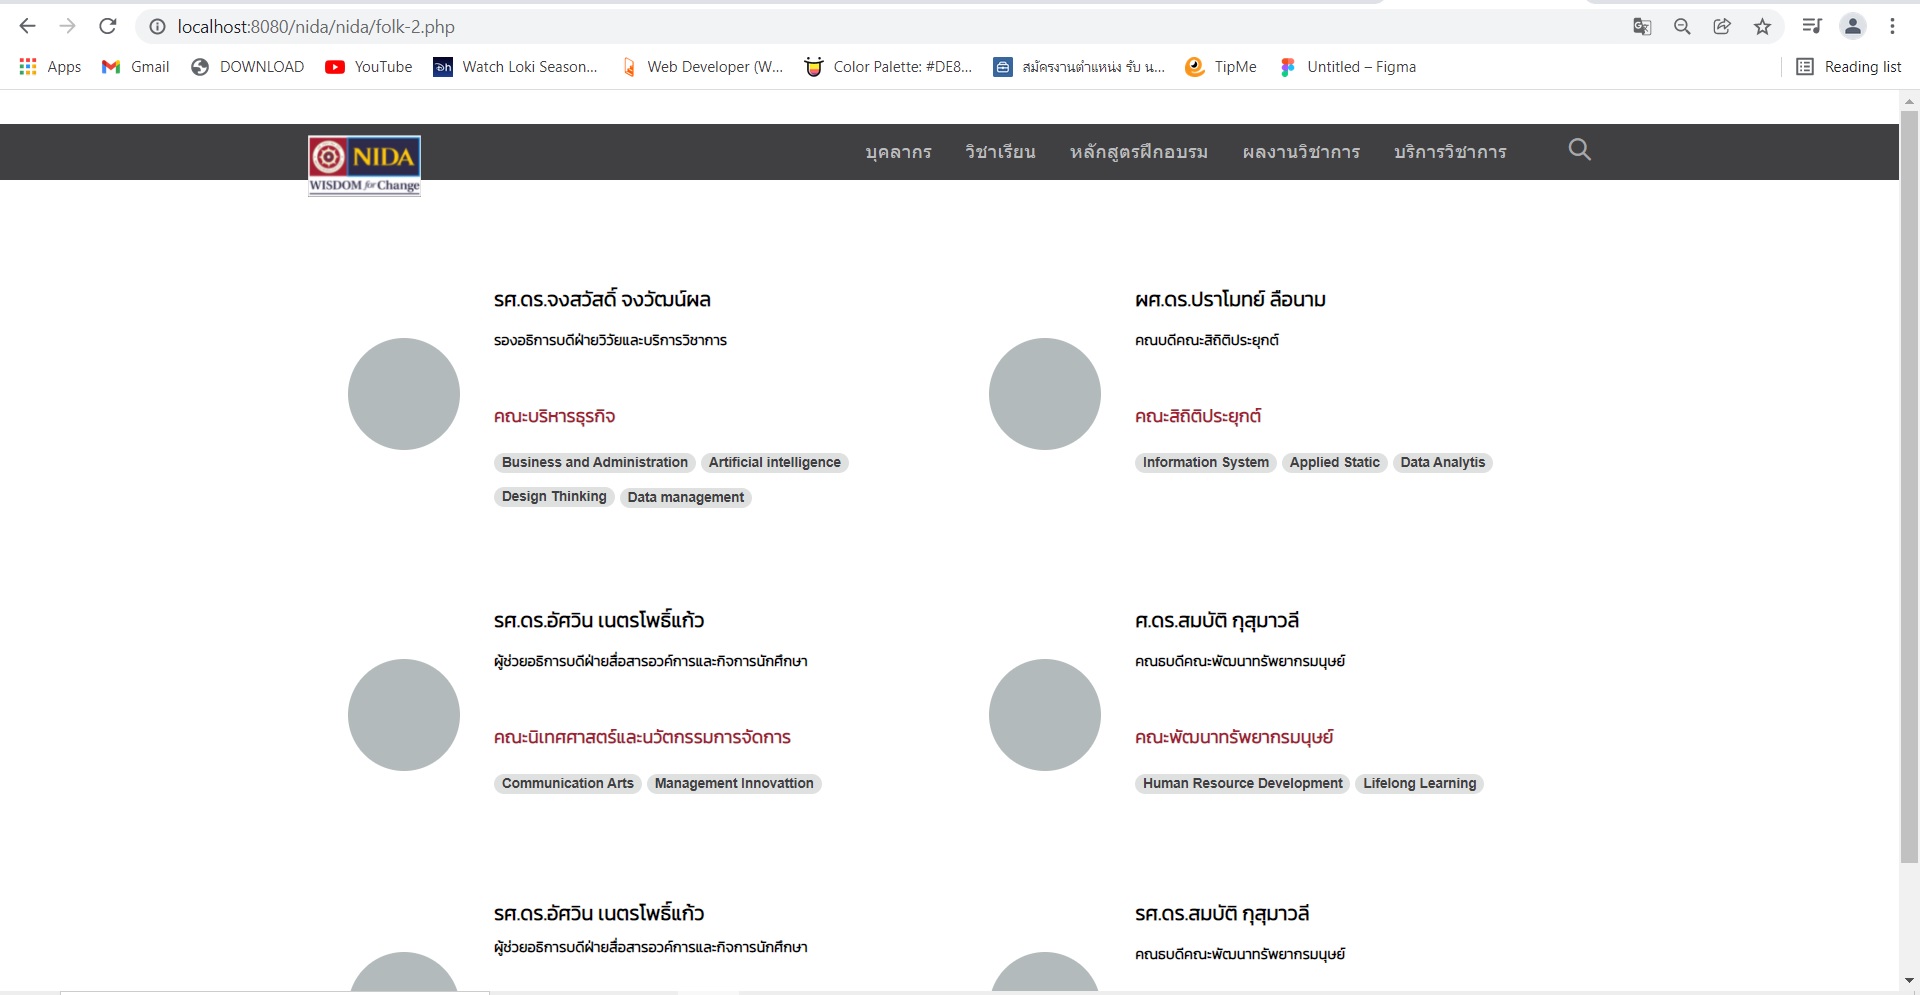 localhost:8080/nida/nida/folk-2.php
Apps Gmail DOWNLOAD YouTube Watch Loki Season... Web Developer (W... Color Palette: #DE8... สมัครงานตำแหน่ง รับ น... TipMe Untitled – Figma Reading list
NIDA
WISDOM for Change
บุคลากร วิชาเรียน หลักสูตรฝึกอบรม ผลงานวิชาการ บริการวิชาการ
รศ.ดร.จงสวัสดิ์ จงวัฒน์ผล
รองอธิการบดีฝ่ายวิวัยและบริการวิชาการ
คณะบริหารธุรกิจ
Business and Administration Artificial intelligence
Design Thinking Data management
ผศ.ดร.ปราโมทย์ ลือนาม
คณบดีคณะสิถิติประยุกต์
คณะสิถิติประยุกต์
Information System Applied Static Data Analytis
รศ.ดร.อัศวิน เนตรโพธิ์แก้ว
ผู้ช่วยอธิการบดีฝ่ายสื่อสารอวค์การและกิจการนักศึกษา
คณะนิเทศศาสตร์และนวัตกรรมการจัดการ
Communication Arts Management Innovattion
ศ.ดร.สมบัติ กุสุมาวลี
คณธบดีคณะพัฒนาทรัพยากรมนุษย์
คณะพัฒนาทรัพยากรมนุษย์
Human Resource Development Lifelong Learning
รศ.ดร.อัศวิน เนตรโพธิ์แก้ว
ผู้ช่วยอธิการบดีฝ่ายสื่อสารอวค์การและกิจการนักศึกษา
รศ.ดร.สมบัติ กุสุมาวลี
คณธบดีคณะพัฒนาทรัพยากรมนุษย์